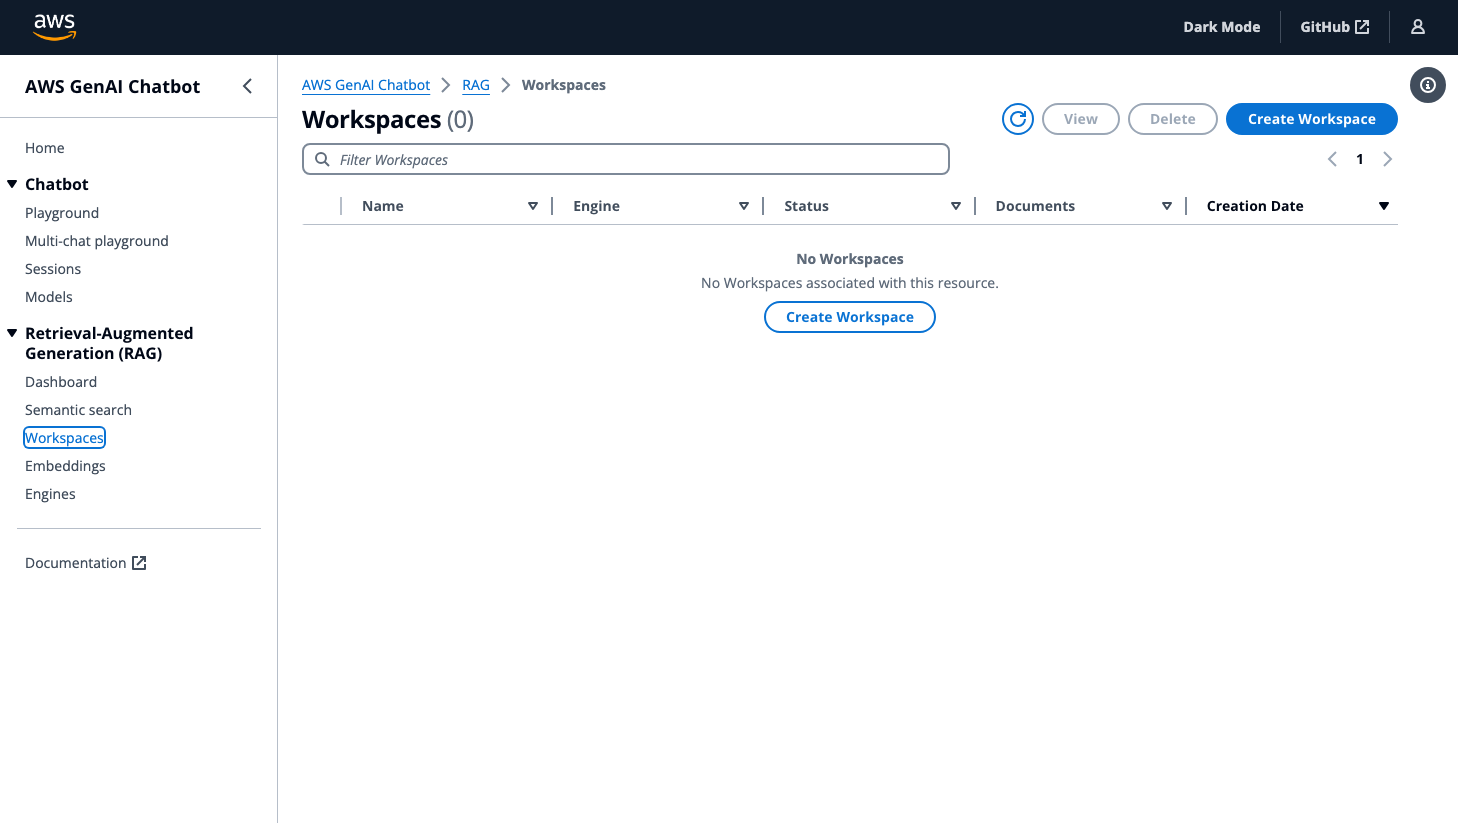 aws
Dark Mode
GitHub
AWS GenAI Chatbot
Home
Chatbot
Playground
Multi-chat playground
Sessions
Models
Retrieval-Augmented
Generation (RAG)
Dashboard
Semantic search
Workspaces
Embeddings
Engines
Documentation
AWS GenAI Chatbot > RAG > Workspaces
Workspaces (0)
View
Delete
Create Workspace
Filter Workspaces
1
Name Engine Status Documents Creation Date
No Workspaces
No Workspaces associated with this resource.
Create Workspace